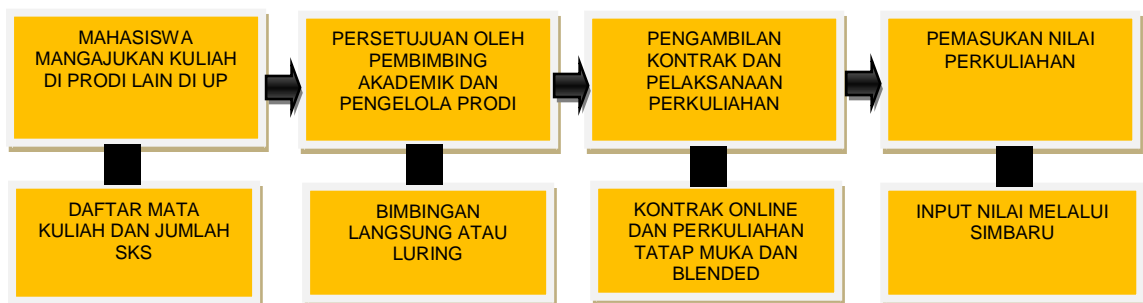 MAHASISWA
MANGAJUKAN KULIAH
DI PRODI LAIN DI UP
PERSETUJUAN OLEH
PEMBIMBING
AKADEMIK DAN
PENGELOLA PRODI
PENGAMBILAN
KONTRAK DAN
PELAKSANAAN
PERKULIAHAN
PEMASUKAN NILAI
PERKULIAHAN
DAFTAR MATA
KULIAH DAN JUMLAH
SKS
BIMBINGAN
LANGSUNG ATAU
LURING
KONTRAK ONLINE
DAN PERKULIAHAN
TATAP MUKA DAN
BLENDED
INPUT NILAI MELALUI
SIMBARU